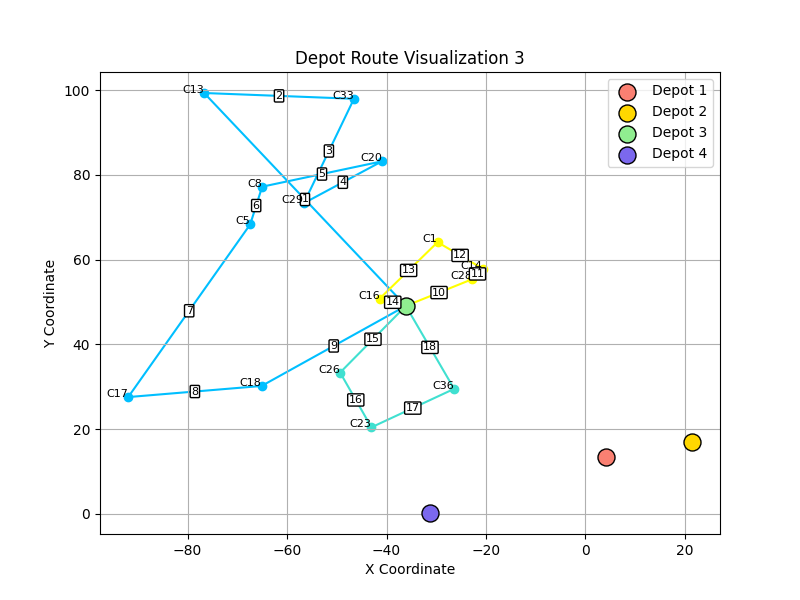 Depot Route Visualization 3
Depot 1
Depot 2
Depot 3
Depot 4
Y Coordinate
100
80
60
40
20
0
C13
2
C33
3
C20
5
4
C8
6
C29
1
C5
C1
12
C14
13
C28
11
10
C16
14
7
15
9
18
C26
C18
8
C17
C36
16
17
C23
−80
−60
−40
−20
0
20
X Coordinate